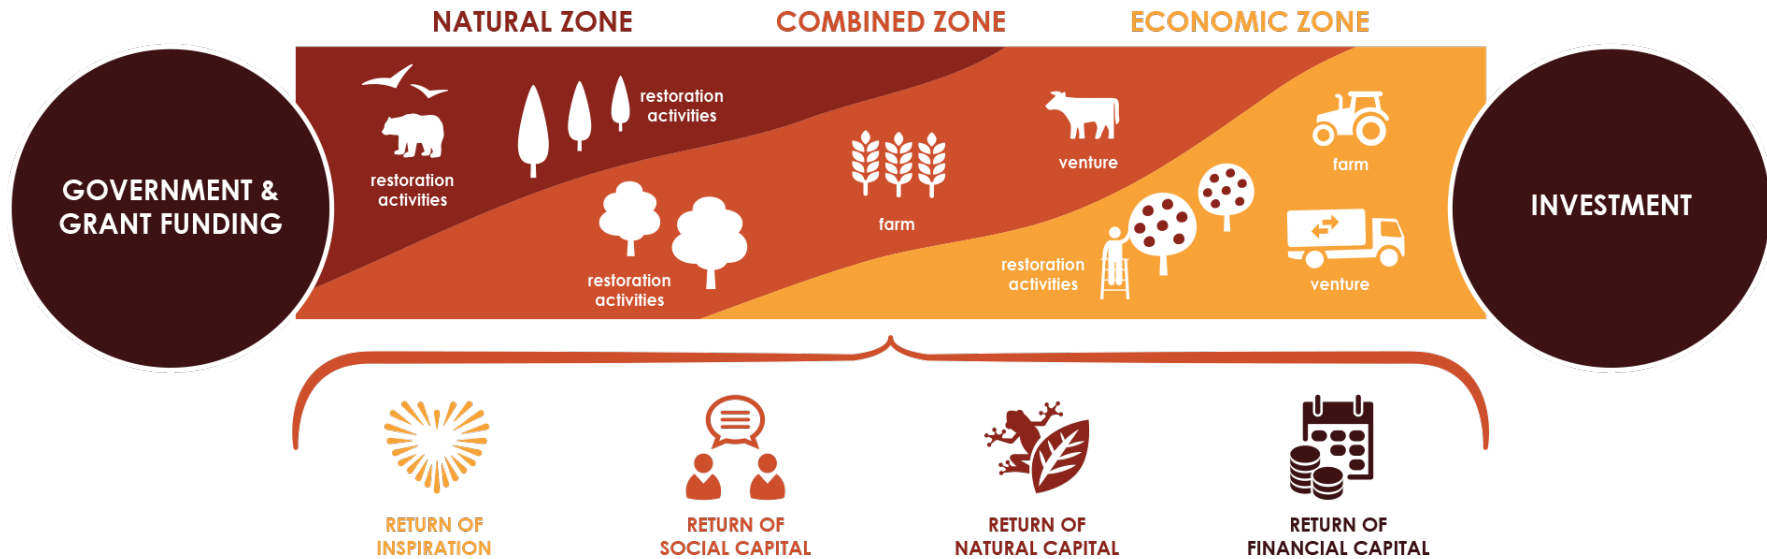 NATURAL ZONE
COMBINED ZONE
ECONOMIC ZONE
GOVERNMENT &
GRANT FUNDING
restoration
activities
restoration
activities
restoration
activities
farm
venture
restoration
activities
farm
venture
INVESTMENT
RETURN OF
INSPIRATION
RETURN OF
SOCIAL CAPITAL
RETURN OF
NATURAL CAPITAL
RETURN OF
FINANCIAL CAPITAL